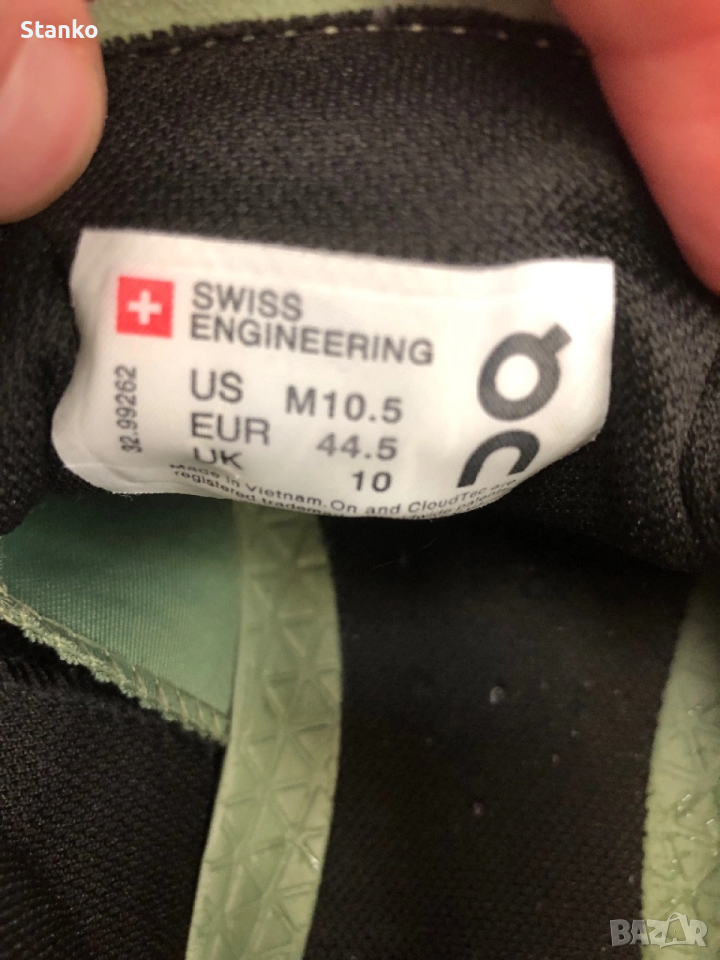 Stanko
SWISS
ENGINEERING
US M10.5
EUR 44.5
UK 10
32.99262
Made in Vietnam. On and CloudTec are
registered tradem
BAZAR